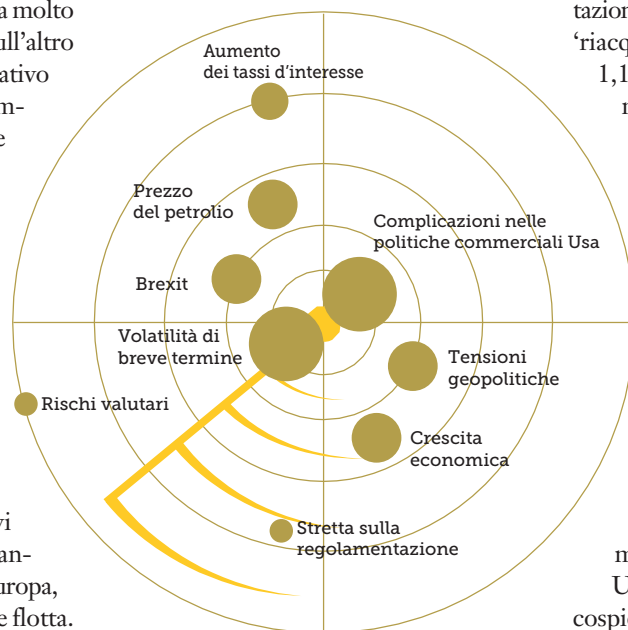 a molto
ull'altro
ativo
m-
e
Aumento
dei tassi d'interesse
Prezzo
del petrolio
Complicazioni nelle
politiche commerciali Usa
Brexit
Volatilità di
breve termine
Tensioni
geopolitiche
Rischi valutari
Crescita
economica
Stretta sulla
regolamentazione
vi
an-
uropa,
e flotta.
tazion
'riacq
1,1
m
U
cospic